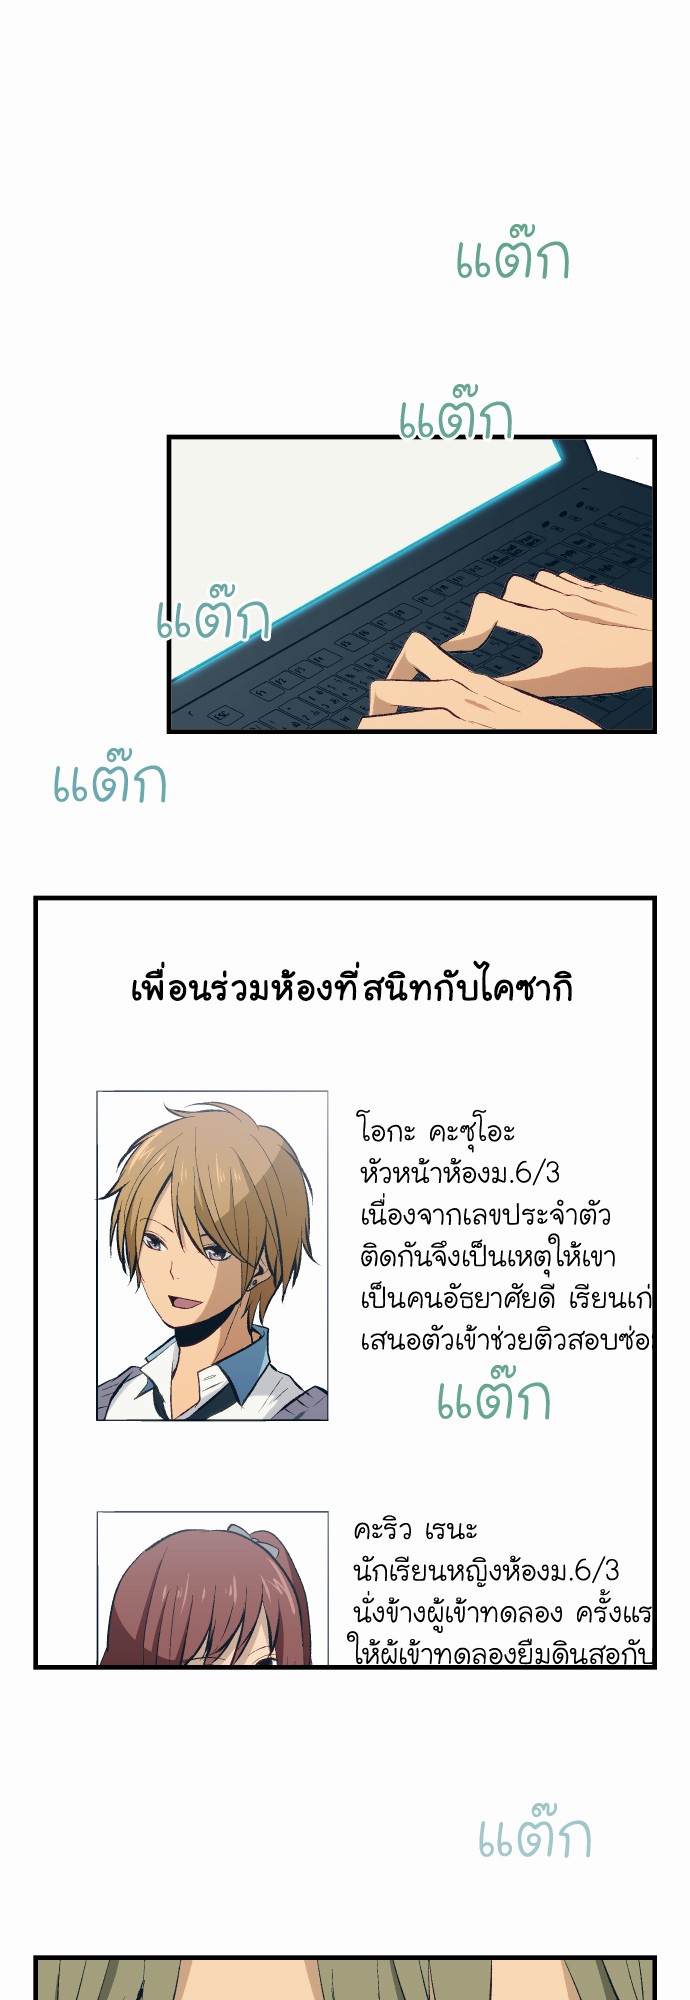 แต๊ก
แต๊ก
แต๊ก
แต๊ก
เพื่อนร่วมห้องที่สนิทกับไคซากิ
โอกะ คะซุโอะ
หัวหน้าห้องม.6/3
เนื่องจากเลขประจำตัว
ติดกันจึงเป็นเหตุให้เขา
เป็นคนอัธยาศัยดี เรียนเก่
เสนอตัวเข้าช่วยติวสอบซ่อ
แต๊ก
คะริว เรนะ
นักเรียนหญิงห้องม.6/3
นั่งข้างผู้เข้าทดลอง ครั้งแร
ให้ผู้เข้าทดลองยืมดินสอกับ
แต๊ก